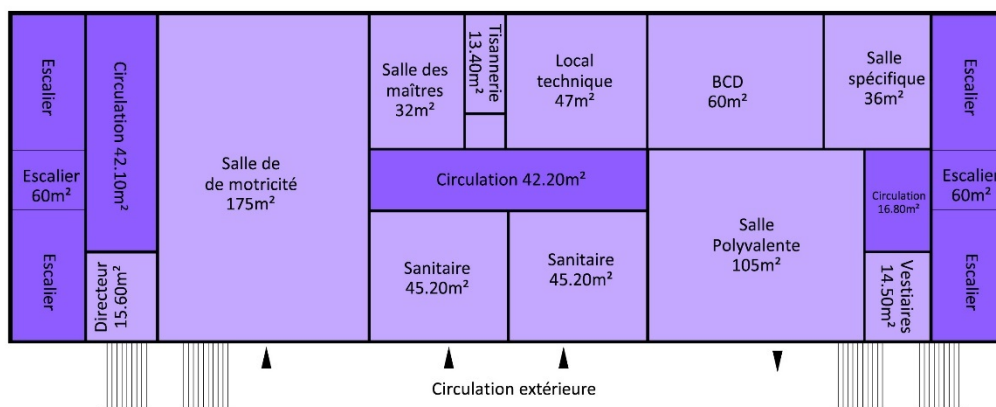 Escalier
Escalier
60m²
Escalier
Circulation 42.10m²
Directeur
15.60m²
Salle de
de motricité
175m²
Salle des
maîtres
32m²
Tisannerie
13.40m²
Local
technique
47m²
BCD
60m²
Salle
spécifique
36m²
Circulation 42.20m²
Sanitaire
45.20m²
Sanitaire
45.20m²
Salle
Polyvalente
105m²
Circulation
16.80m²
Vestiaires
14.50m²
Escalier
Escalier
60m²
Escalier
Circulation extérieure